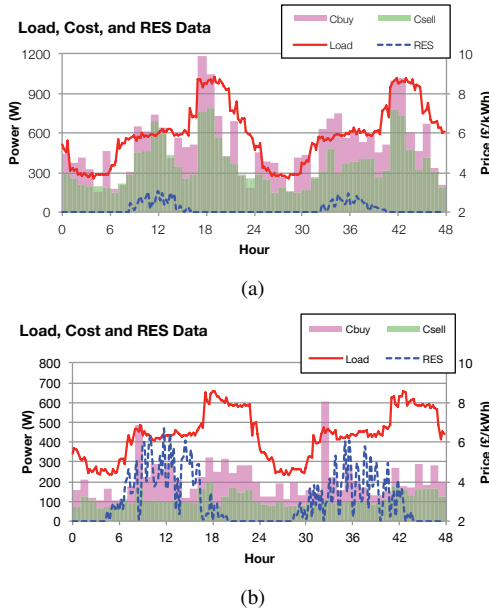 Load, Cost, and RES Data
Cbuy Csell
Load RES
1200
1000
900
600
300
0
Power (W)
10
8
6
4
2
Price (£/kWh)
0 6 12 18 24 30 36 42 48
Hour
(a)
Load, Cost and RES Data
Cbuy Csell
Load RES
800
700
600
500
400
300
200
100
0
Power (W)
10
8
6
4
2
Price (£/kWh)
0 6 12 18 24 30 36 42 48
Hour
(b)